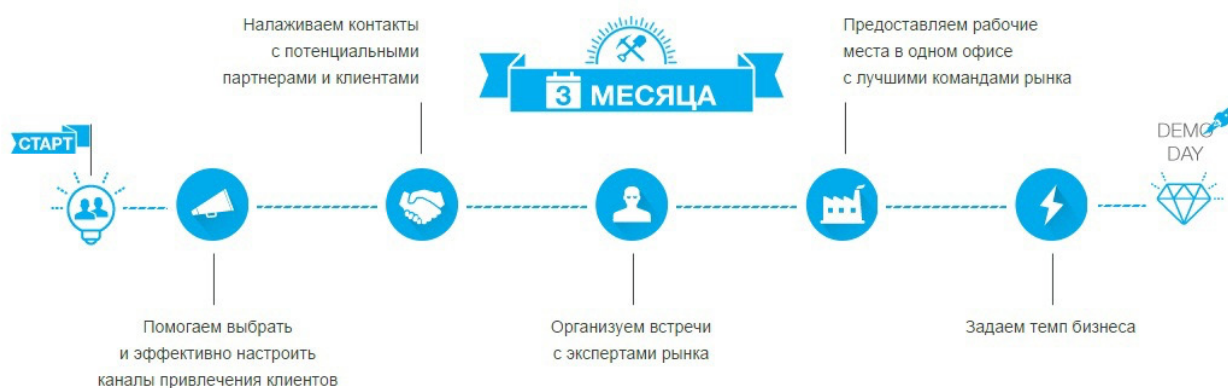 Налаживаем контакты
с потенциальными
партнерами и клиентами
3 МЕСЯЦА
Предоставляем рабочие
места в одном офисе
с лучшими командами рынка
СТАРТ
DEMO
DAY
Помогаем выбрать
и эффективно настроить
каналы привлечения клиентов
Организуем встречи
с экспертами рынка
Задаем темп бизнеса